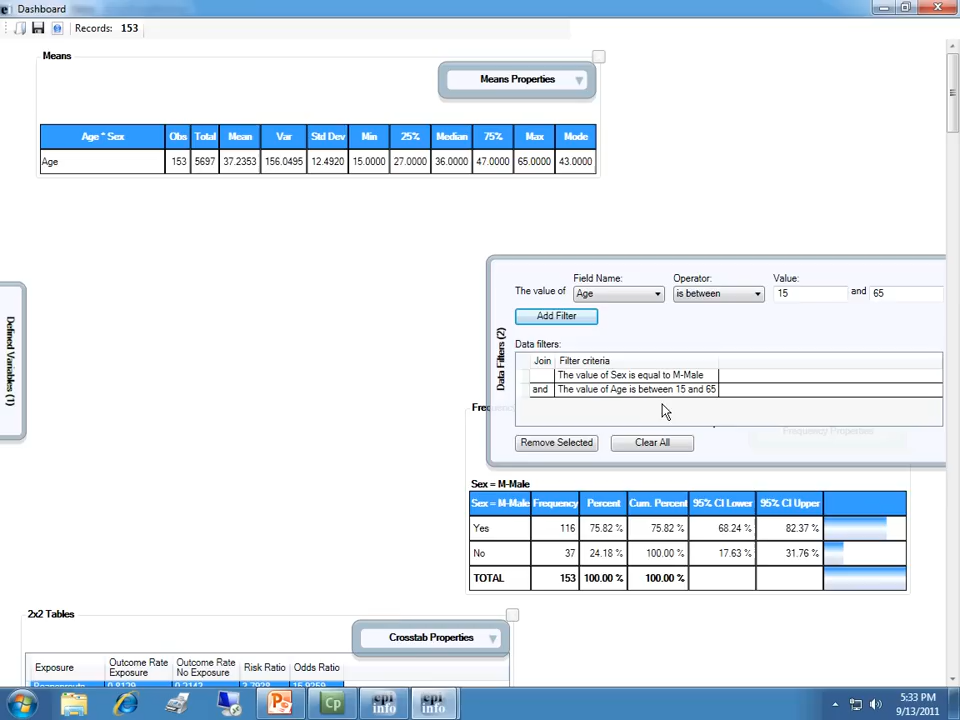 Dashboard
Records: 153
Means
Means Properties
Age * Sex Obs Total Mean Var Std Dev Min 25% Median 75% Max Mode
Age 153 5697 37.2353 156.0495 12.4920 15.0000 27.0000 36.0000 47.0000 65.0000 43.0000
Defined Variables (1)
Data Filters (2)
Field Name: Operator: Value:
The value of Age is between 15 and 65
Add Filter
Data filters:
Join Filter criteria
The value of Sex is equal to M-Male
and The value of Age is between 15 and 65
Remove Selected Clear All
Frequency Properties
Sex = M-Male
Sex = M-Male Frequency Percent Cum. Percent 95% CI Lower 95% CI Upper
Yes 116 75.82 % 75.82 % 68.24 % 82.37 %
No 37 24.18 % 100.00 % 17.63 % 31.76 %
TOTAL 153 100.00 % 100.00 %
2x2 Tables
Crosstab Properties
Exposure Outcome Rate Exposure Outcome Rate No Exposure Risk Ratio Odds Ratio
5:33 PM
9/13/2011